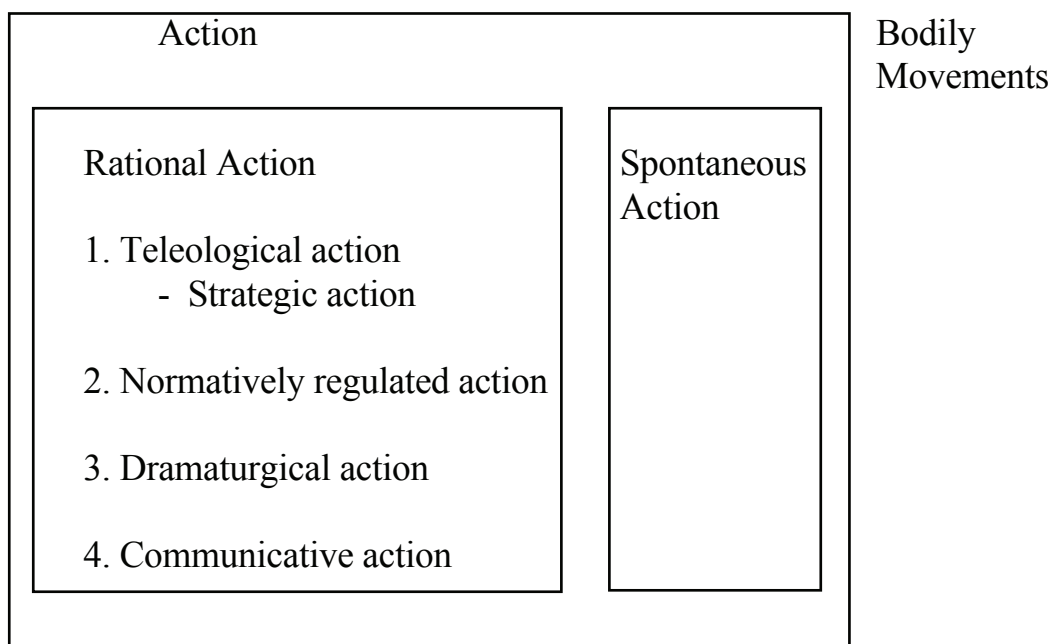 Action
Bodily
Movements
Rational Action
1. Teleological action
- Strategic action
2. Normatively regulated action
3. Dramaturgical action
4. Communicative action
Spontaneous
Action